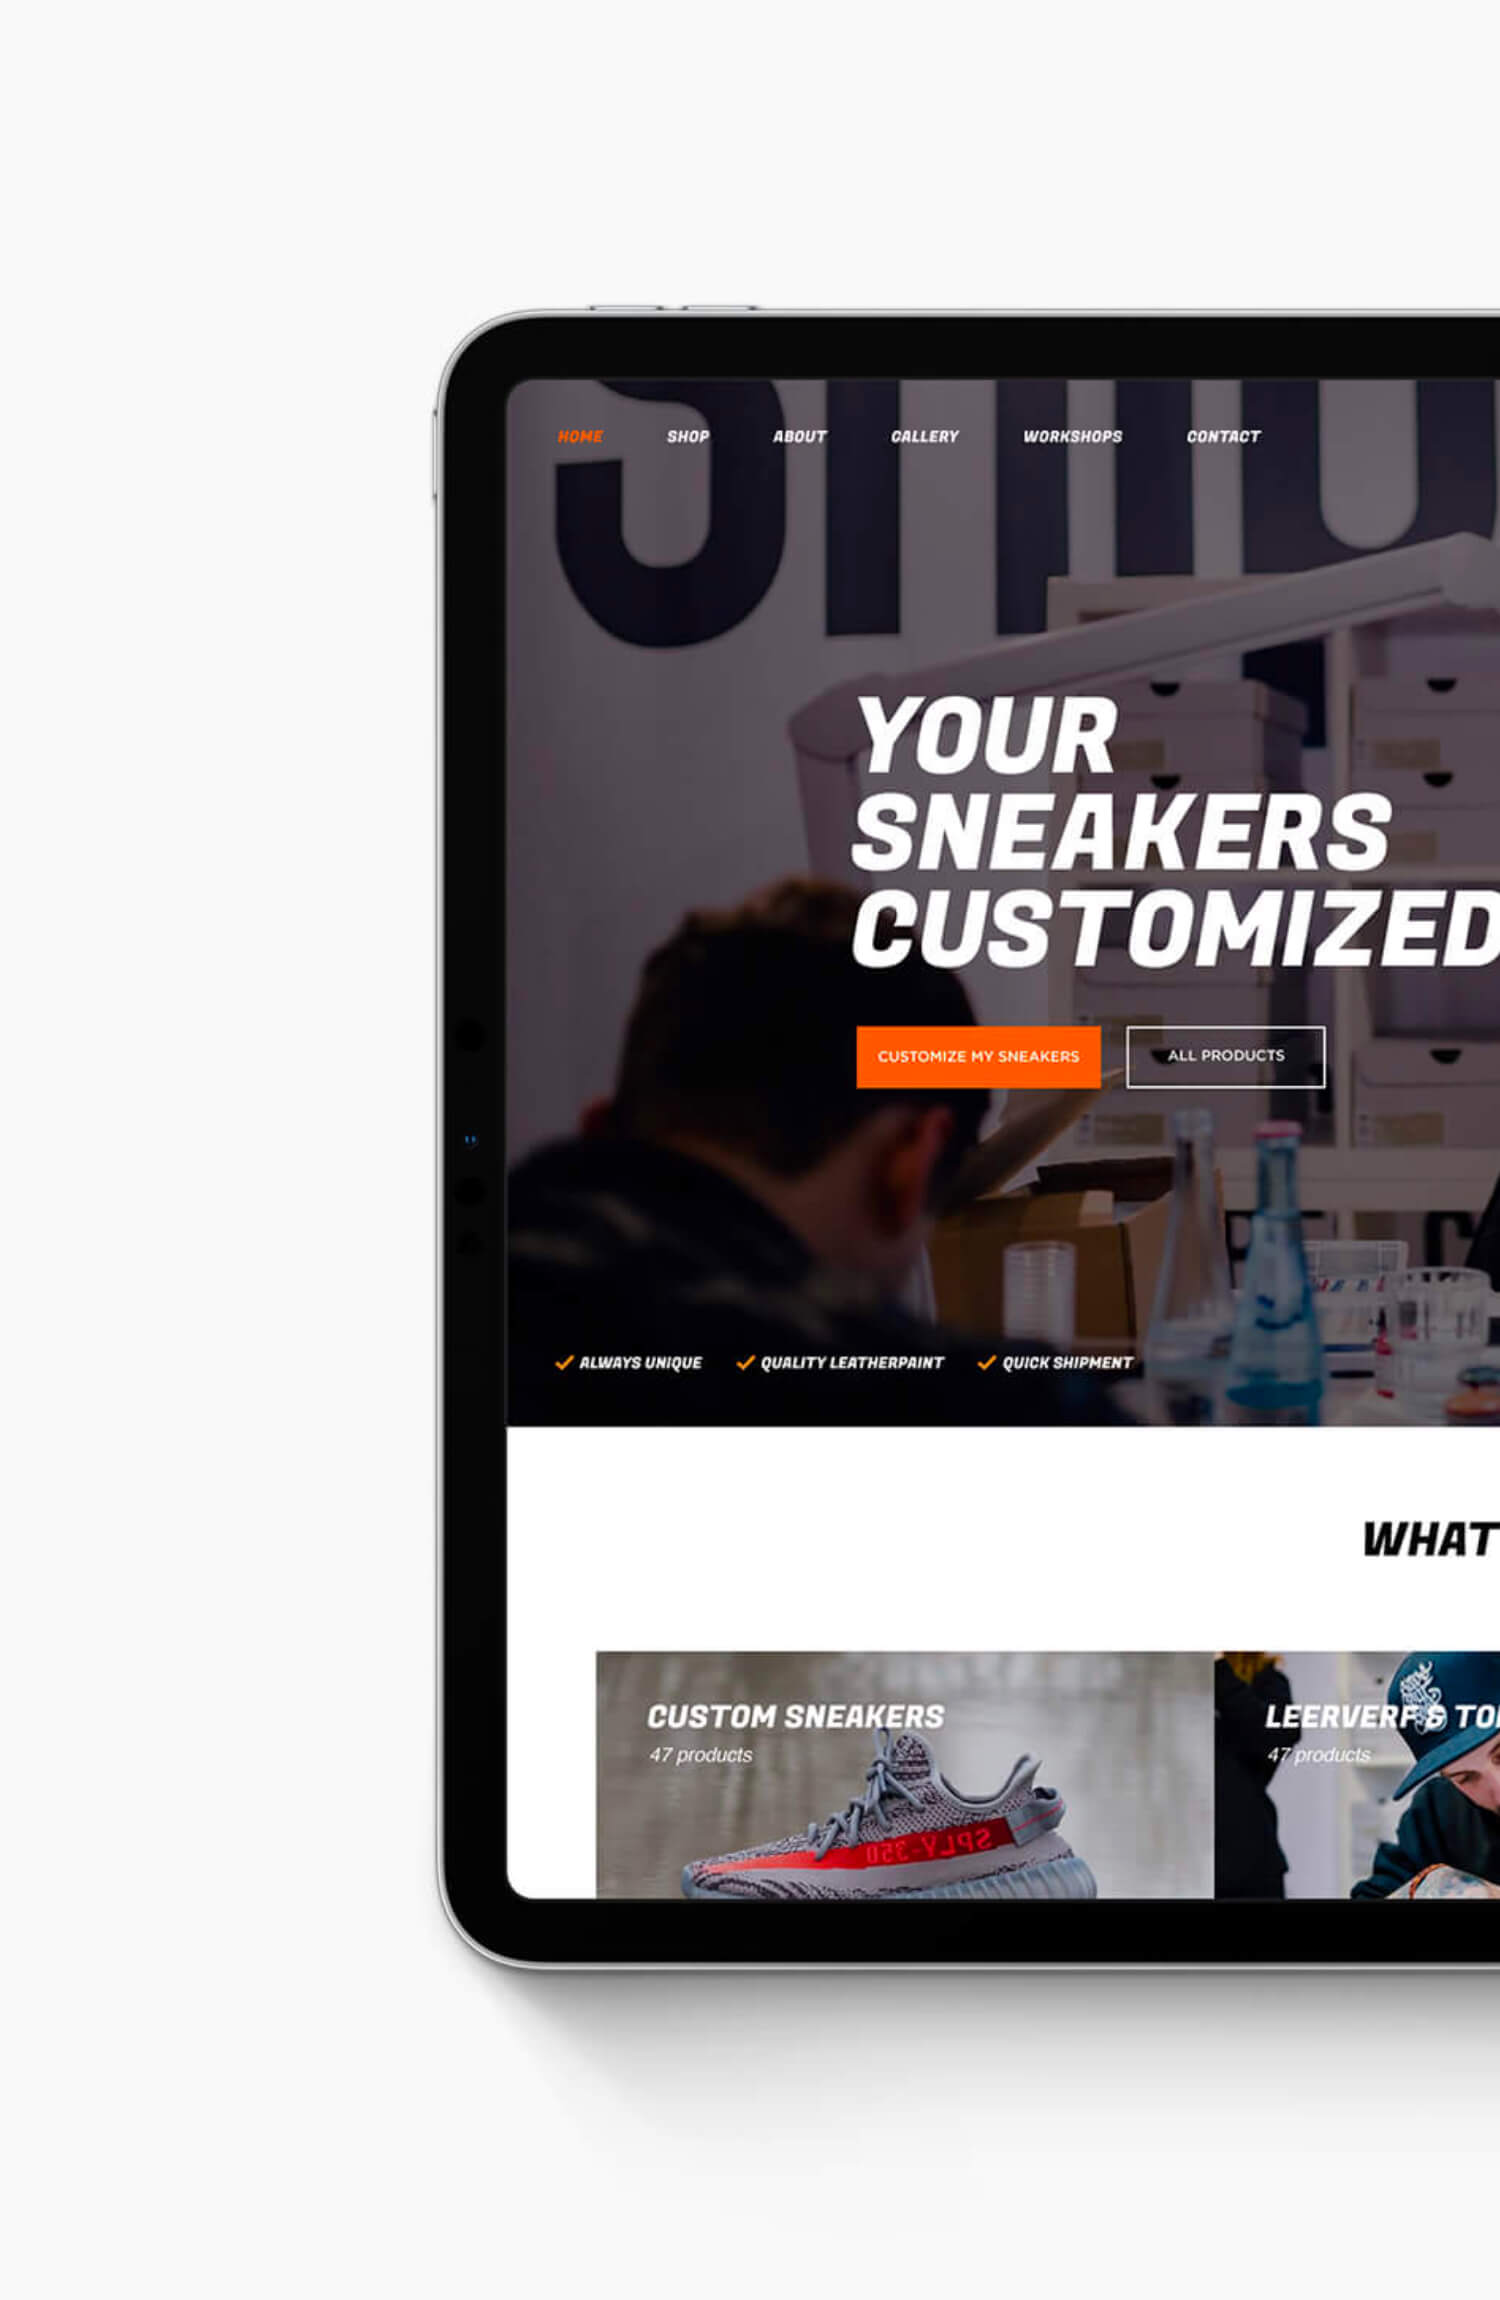 HOME SHOP ABOUT GALLERY WORKSHOPS CONTACT
YOUR
SNEAKERS
CUSTOMIZED
CUSTOMIZE MY SNEAKERS ALL PRODUCTS
ALWAYS UNIQUE QUALITY LEATHERPAINT QUICK SHIPMENT
WHAT
CUSTOM SNEAKERS LEERVERF &
47 products 47 products
SPLY-350